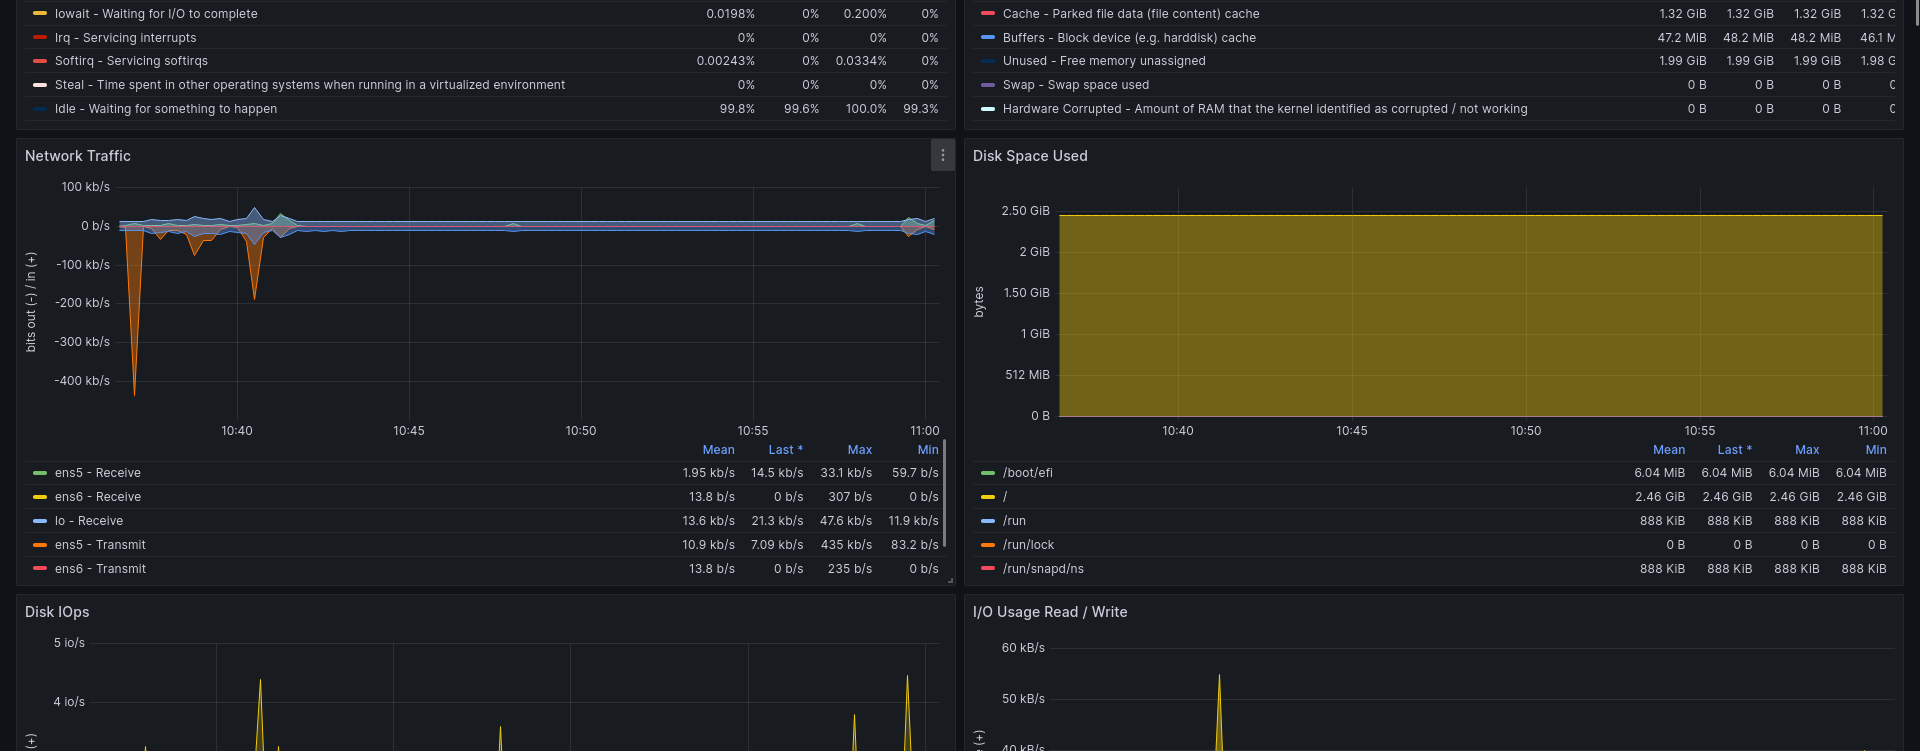 Iowait - Waiting for I/O to complete 0.0198% 0% 0.200% 0%
Irq - Servicing interrupts 0% 0% 0% 0%
Softirq - Servicing softirqs 0.00243% 0% 0.0334% 0%
Steal - Time spent in other operating systems when running in a virtualized environment 0% 0% 0% 0%
Idle - Waiting for something to happen 99.8% 99.6% 100.0% 99.3%
Cache - Parked file data (file content) cache 1.32 GiB 1.32 GiB 1.32 GiB 1.32 G
Buffers - Block device (e.g. harddisk) cache 47.2 MiB 48.2 MiB 48.2 MiB 46.1 M
Unused - Free memory unassigned 1.99 GiB 1.99 GiB 1.99 GiB 1.98 G
Swap - Swap space used 0 B 0 B 0 B 0
Hardware Corrupted - Amount of RAM that the kernel identified as corrupted / not working 0 B 0 B 0 B 0
Network Traffic
bits out (-) / in (+)
100 kb/s
0 b/s
-100 kb/s
-200 kb/s
-300 kb/s
-400 kb/s
10:40 10:45 10:50 10:55 11:00
Mean Last * Max Min
ens5 - Receive 1.95 kb/s 14.5 kb/s 33.1 kb/s 59.7 b/s
ens6 - Receive 13.8 b/s 0 b/s 307 b/s 0 b/s
lo - Receive 13.6 kb/s 21.3 kb/s 47.6 kb/s 11.9 kb/s
ens5 - Transmit 10.9 kb/s 7.09 kb/s 435 kb/s 83.2 b/s
ens6 - Transmit 13.8 b/s 0 b/s 235 b/s 0 b/s
Disk Space Used
bytes
2.50 GiB
2 GiB
1.50 GiB
1 GiB
512 MiB
0 B
10:40 10:45 10:50 10:55 11:00
Mean Last * Max Min
/boot/efi 6.04 MiB 6.04 MiB 6.04 MiB 6.04 MiB
/ 2.46 GiB 2.46 GiB 2.46 GiB 2.46 GiB
/run 888 KiB 888 KiB 888 KiB 888 KiB
/run/lock 0 B 0 B 0 B 0 B
/run/snapd/ns 888 KiB 888 KiB 888 KiB 888 KiB
Disk IOps
5 io/s
4 io/s
(+)
I/O Usage Read / Write
60 kB/s
50 kB/s
40 kB/s
(+)